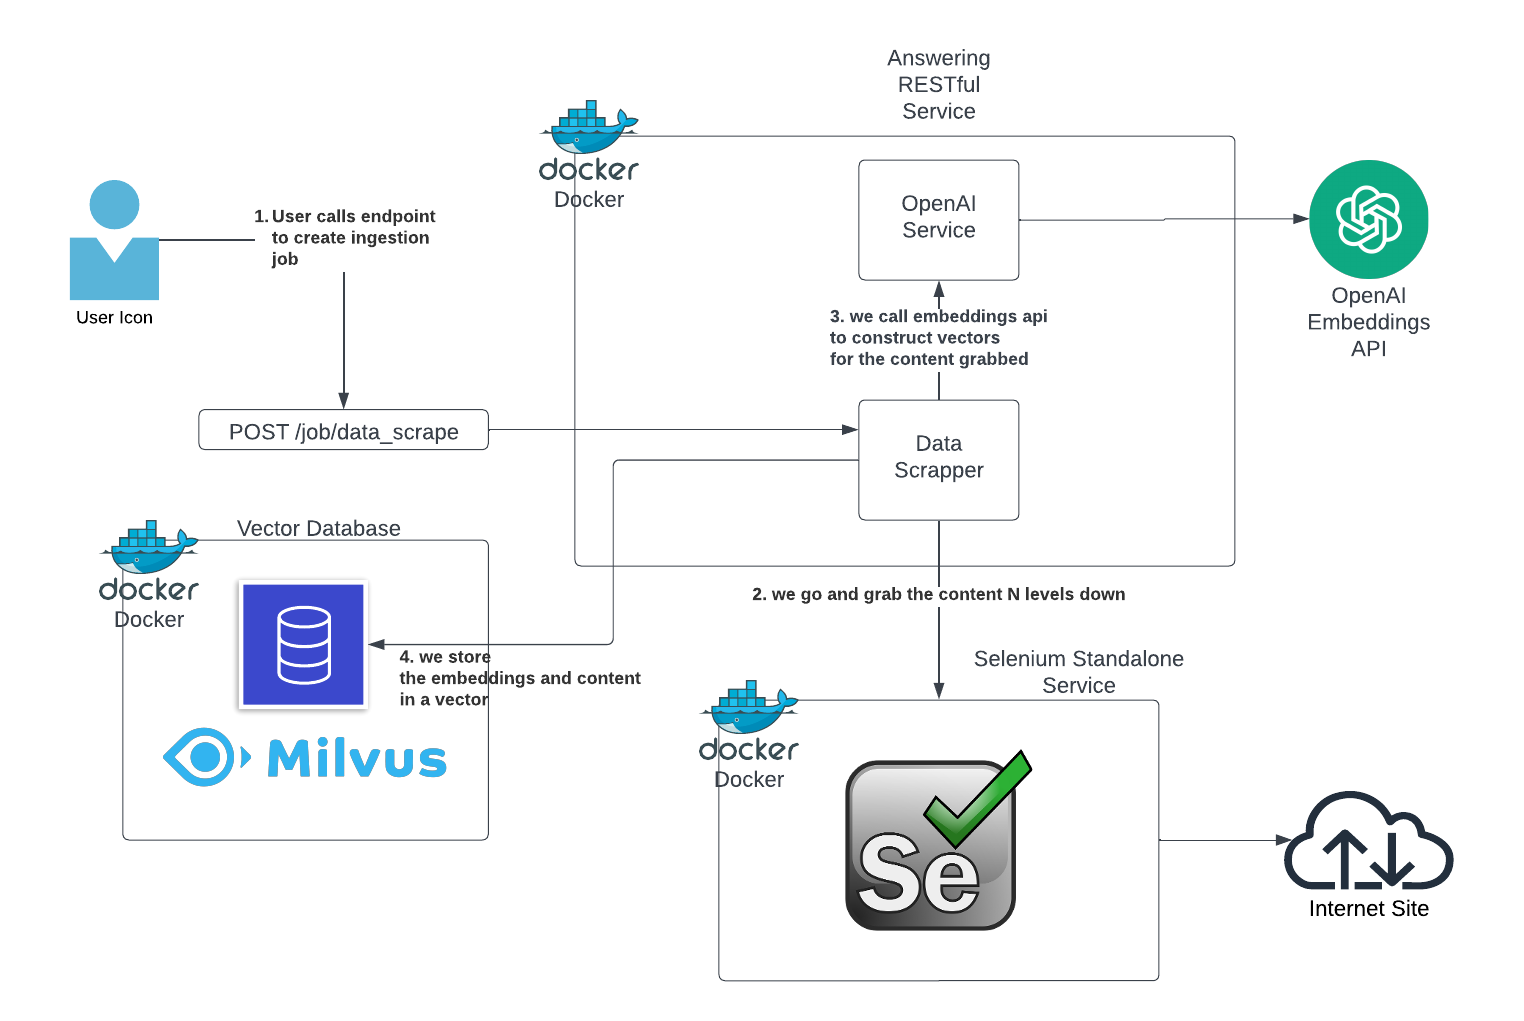 Answering
RESTful
Service
docker
Docker
OpenAI
Service
1. User calls endpoint
to create ingestion
job
User Icon
OpenAI
Embeddings
API
3. we call embeddings api
to construct vectors
for the content grabbed
POST /job/data_scrape
Data
Scrapper
Vector Database
docker
Docker
2. we go and grab the content N levels down
4. we store
the embeddings and content
in a vector
Milvus
Selenium Standalone
Service
docker
Docker
Se
Internet Site